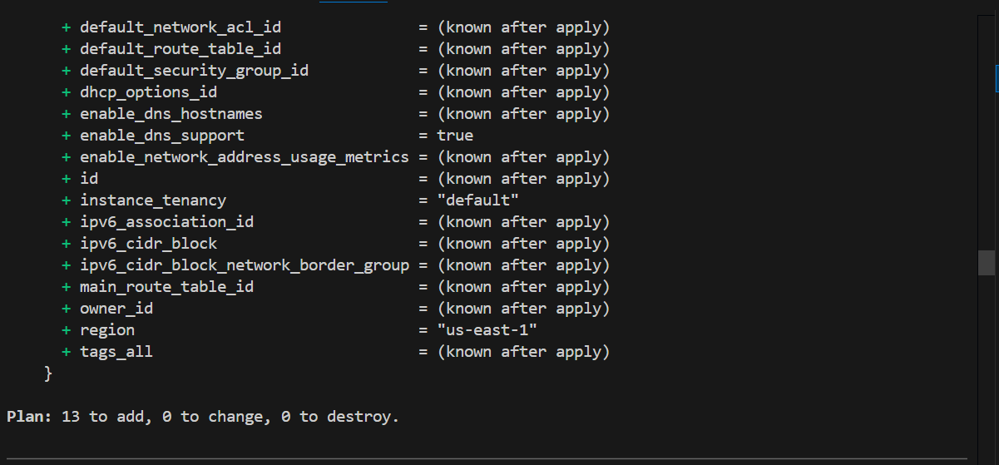 + default_network_acl_id = (known after apply)
+ default_route_table_id = (known after apply)
+ default_security_group_id = (known after apply)
+ dhcp_options_id = (known after apply)
+ enable_dns_hostnames = (known after apply)
+ enable_dns_support = true
+ enable_network_address_usage_metrics = (known after apply)
+ id = (known after apply)
+ instance_tenancy = "default"
+ ipv6_association_id = (known after apply)
+ ipv6_cidr_block = (known after apply)
+ ipv6_cidr_block_network_border_group = (known after apply)
+ main_route_table_id = (known after apply)
+ owner_id = (known after apply)
+ region = "us-east-1"
+ tags_all = (known after apply)
}
Plan: 13 to add, 0 to change, 0 to destroy.